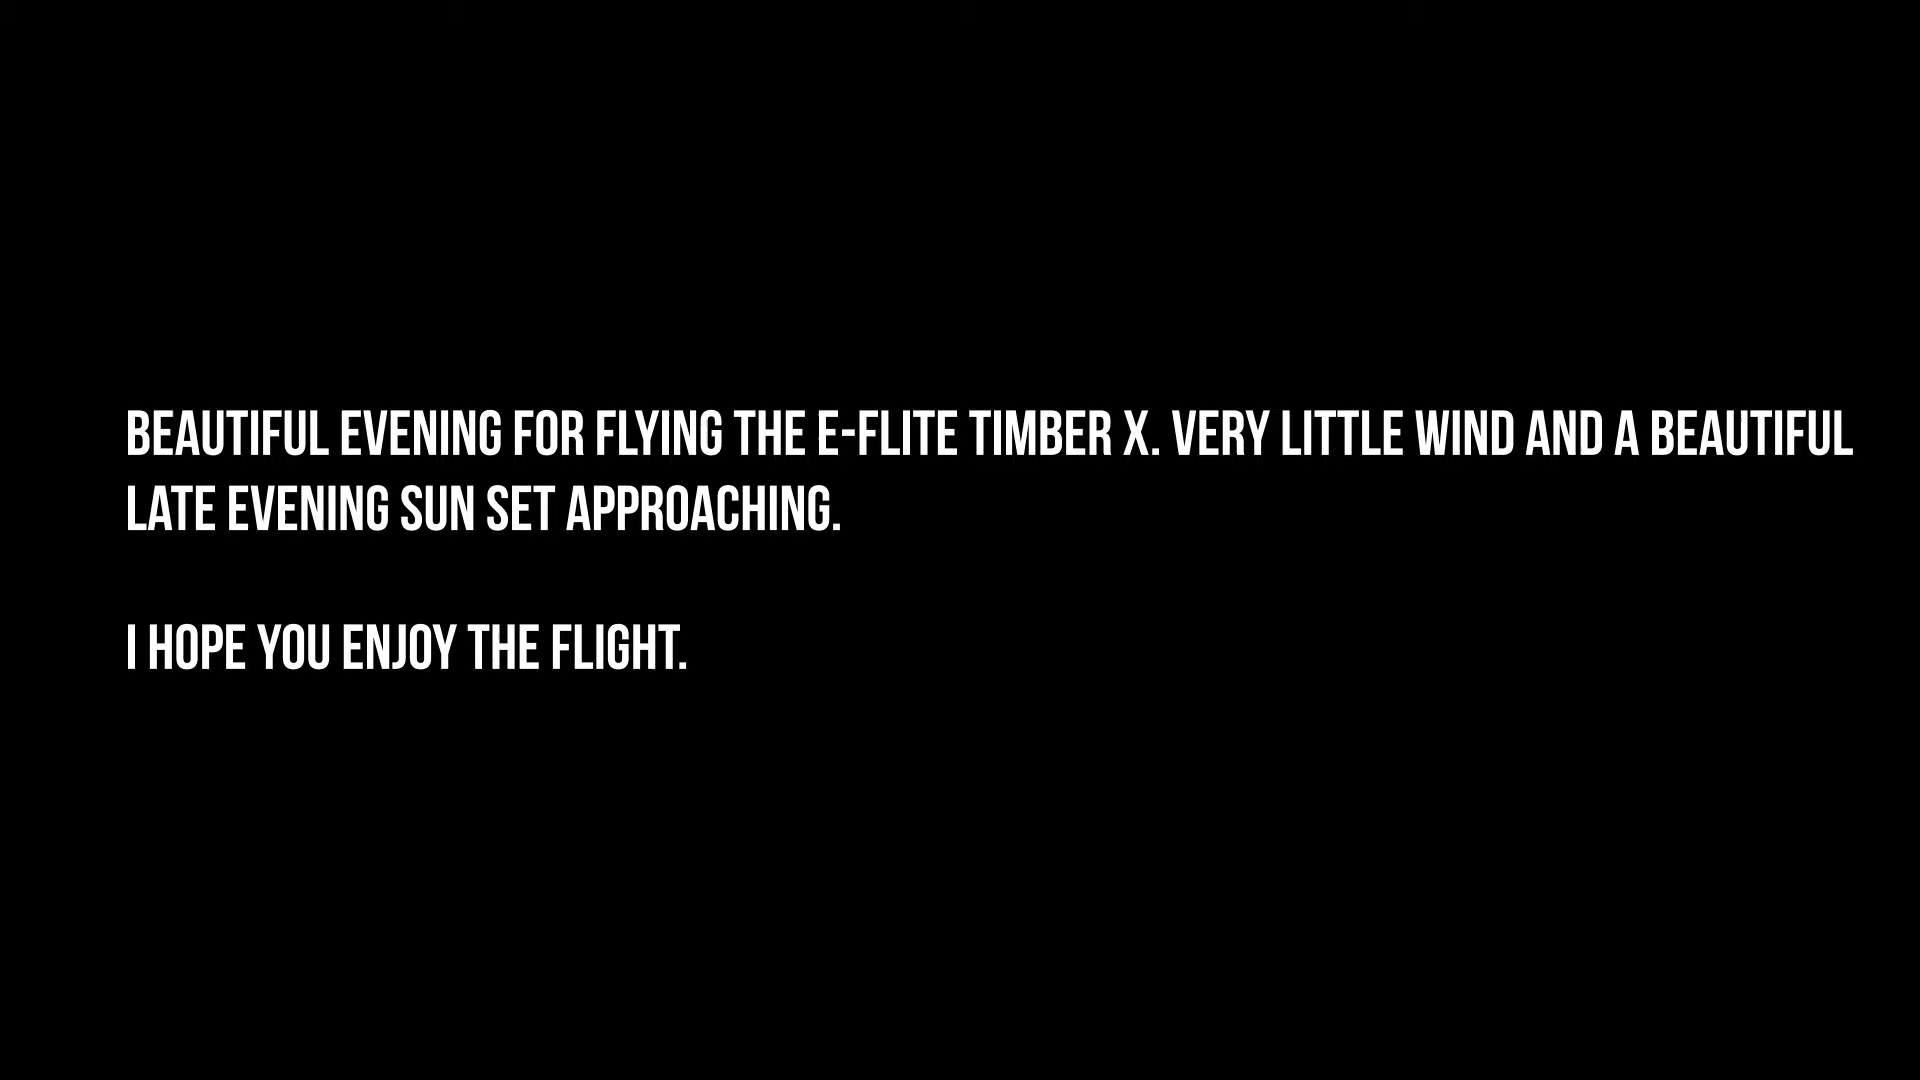 BEAUTIFUL EVENING FOR FLYING THE E-FLITE TIMBER X. VERY LITTLE WIND AND A BEAUTIFUL
LATE EVENING SUN SET APPROACHING.
I HOPE YOU ENJOY THE FLIGHT.